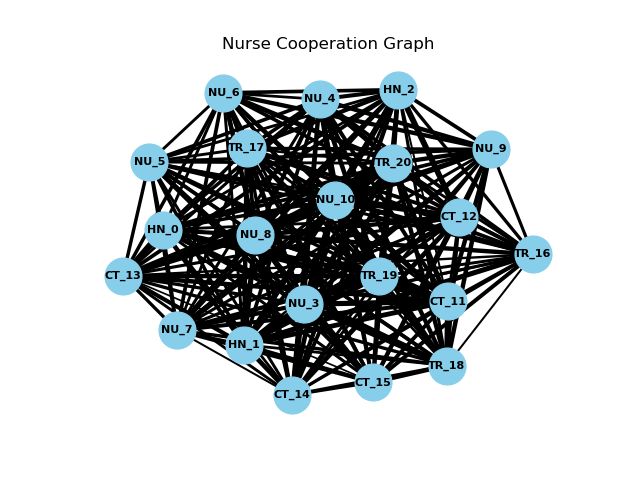 Nurse Cooperation Graph
HN_2
NU_6
NU_4
TR_17
NU_9
NU_5
TR_20
NU_10
CT_12
HN_0
NU_8
TR_16
CT_13
TR_19
CT_11
NU_3
NU_7
HN_1
TR_18
CT_15
CT_14